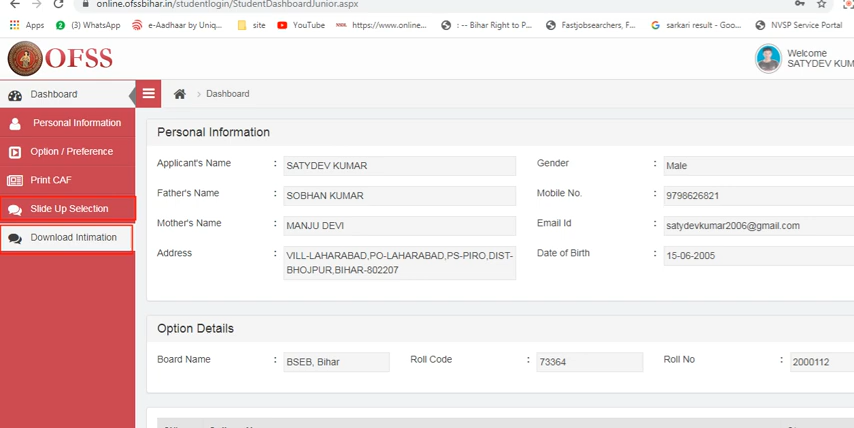 online.ofssbihar.in/studentlogin/StudentDashboardJunior.aspx
Apps (3) WhatsApp e-Aadhaar by Uniq... site YouTube https://www.online... : -- Bihar Right to P... Fastjobsearchers, F... sarkari result - Goo... NVSP Service Portal
OFSS
Welcome
SATYDEV KUM
Dashboard
Personal Information
Option / Preference
Print CAF
Slide Up Selection
Download Intimation
> Dashboard
Personal Information
Applicant's Name : SATYDEV KUMAR Gender : Male
Father's Name : SOBHAN KUMAR Mobile No. : 9798626821
Mother's Name : MANJU DEVI Email Id : satydevkumar2006@gmail.com
Address : VILL-LAHARABAD,PO-LAHARABAD,PS-PIRO,DIST-
BHOJPUR,BIHAR-802207
Date of Birth : 15-06-2005
Option Details
Board Name : BSEB, Bihar Roll Code : 73364 Roll No : 2000112